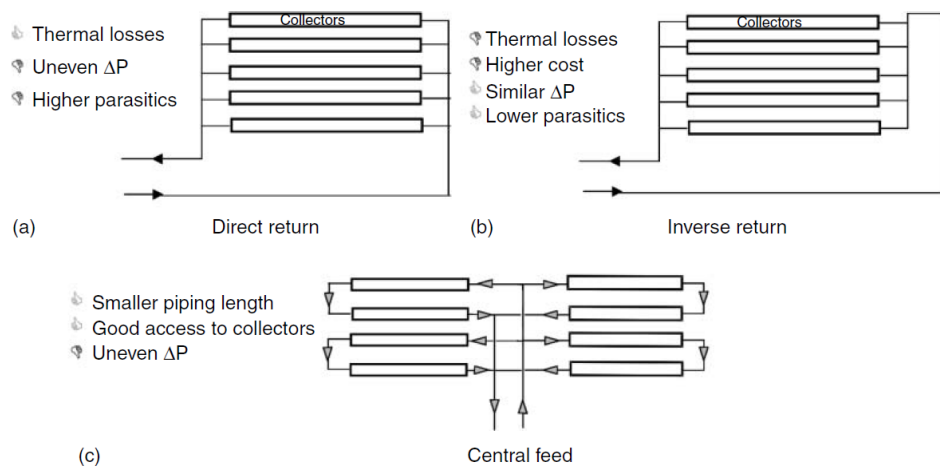 Collectors
Thermal losses
Uneven ΔP
Higher parasitics
(a)
Direct return
Collectors
Thermal losses
Higher cost
Similar ΔP
Lower parasitics
(b)
Inverse return
Smaller piping length
Good access to collectors
Uneven ΔP
(c)
Central feed